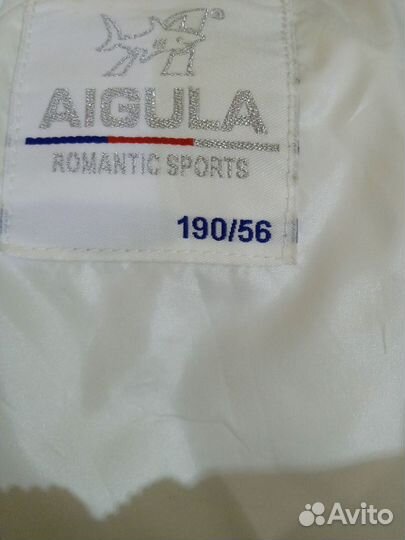 AIGULA
ROMANTIC SPORTS
190/56
Avito